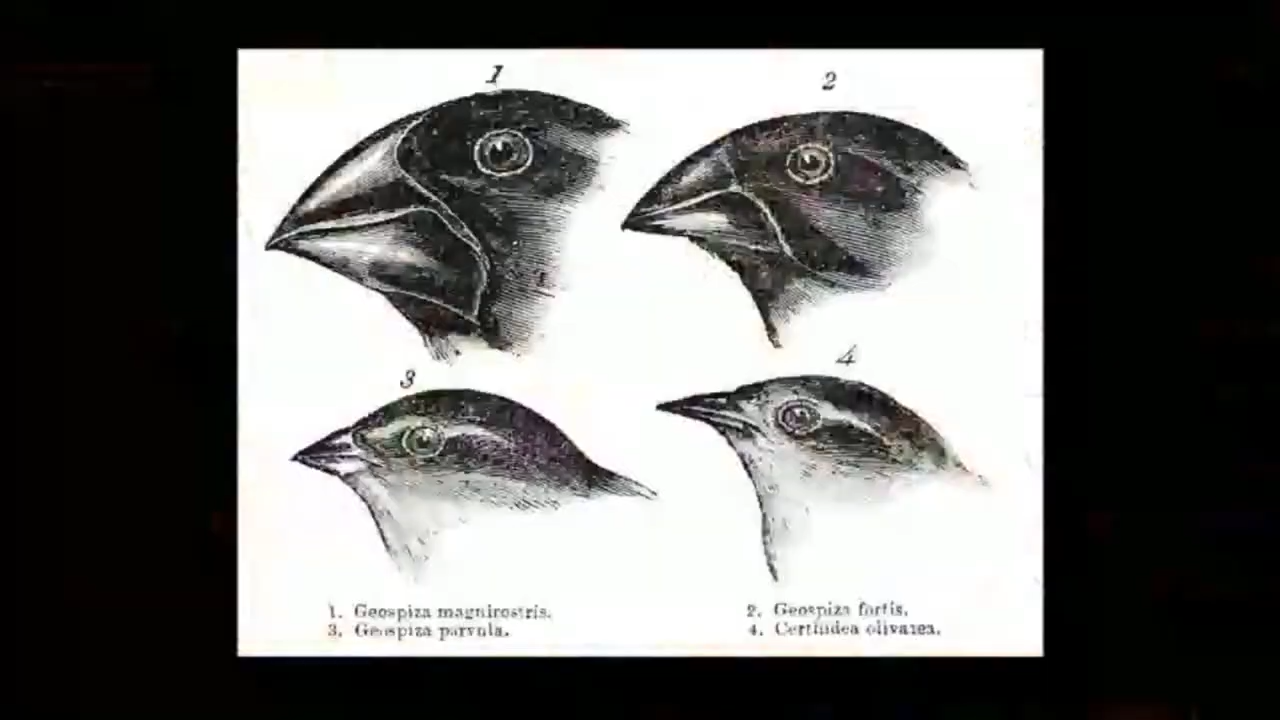 1
2
3
4
1. Geospiza magnirostris.
2. Geospiza fortis.
3. Geospiza parvula.
4. Certhidea olivacea.